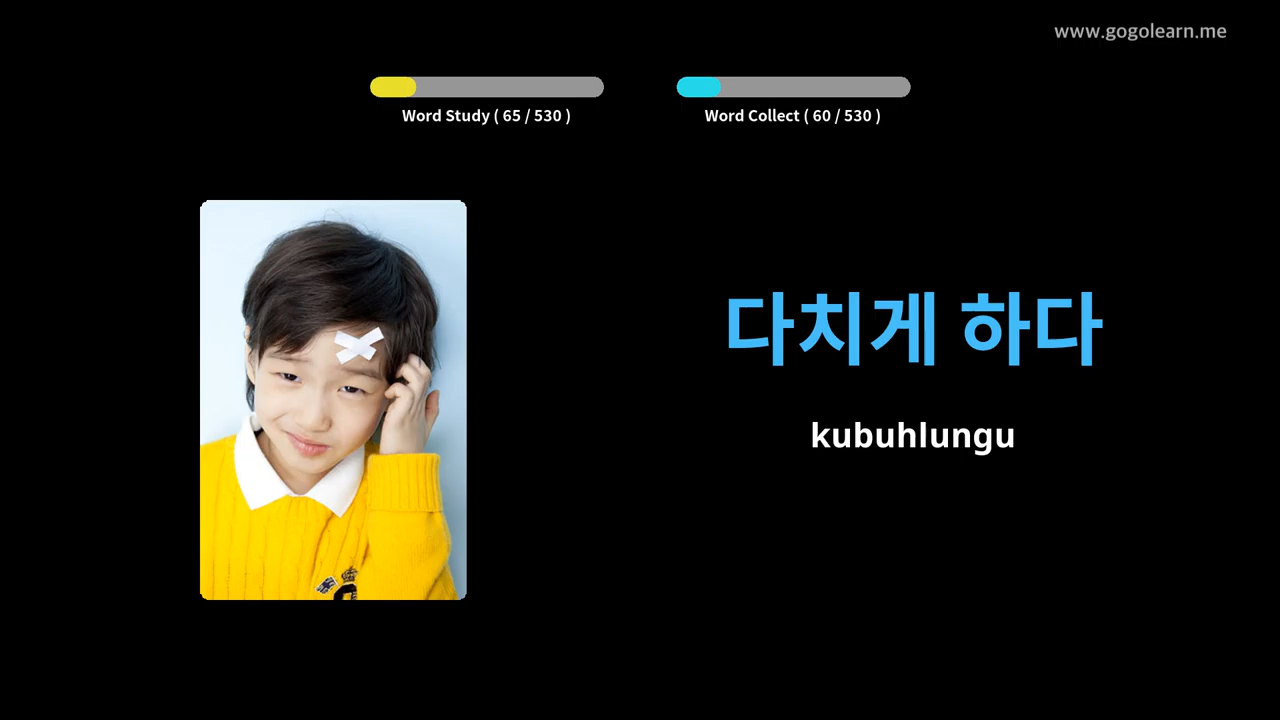 www.gogolearn.me
Word Study ( 65 / 530 )
Word Collect ( 60 / 530 )
다치게 하다
kubuhlungu